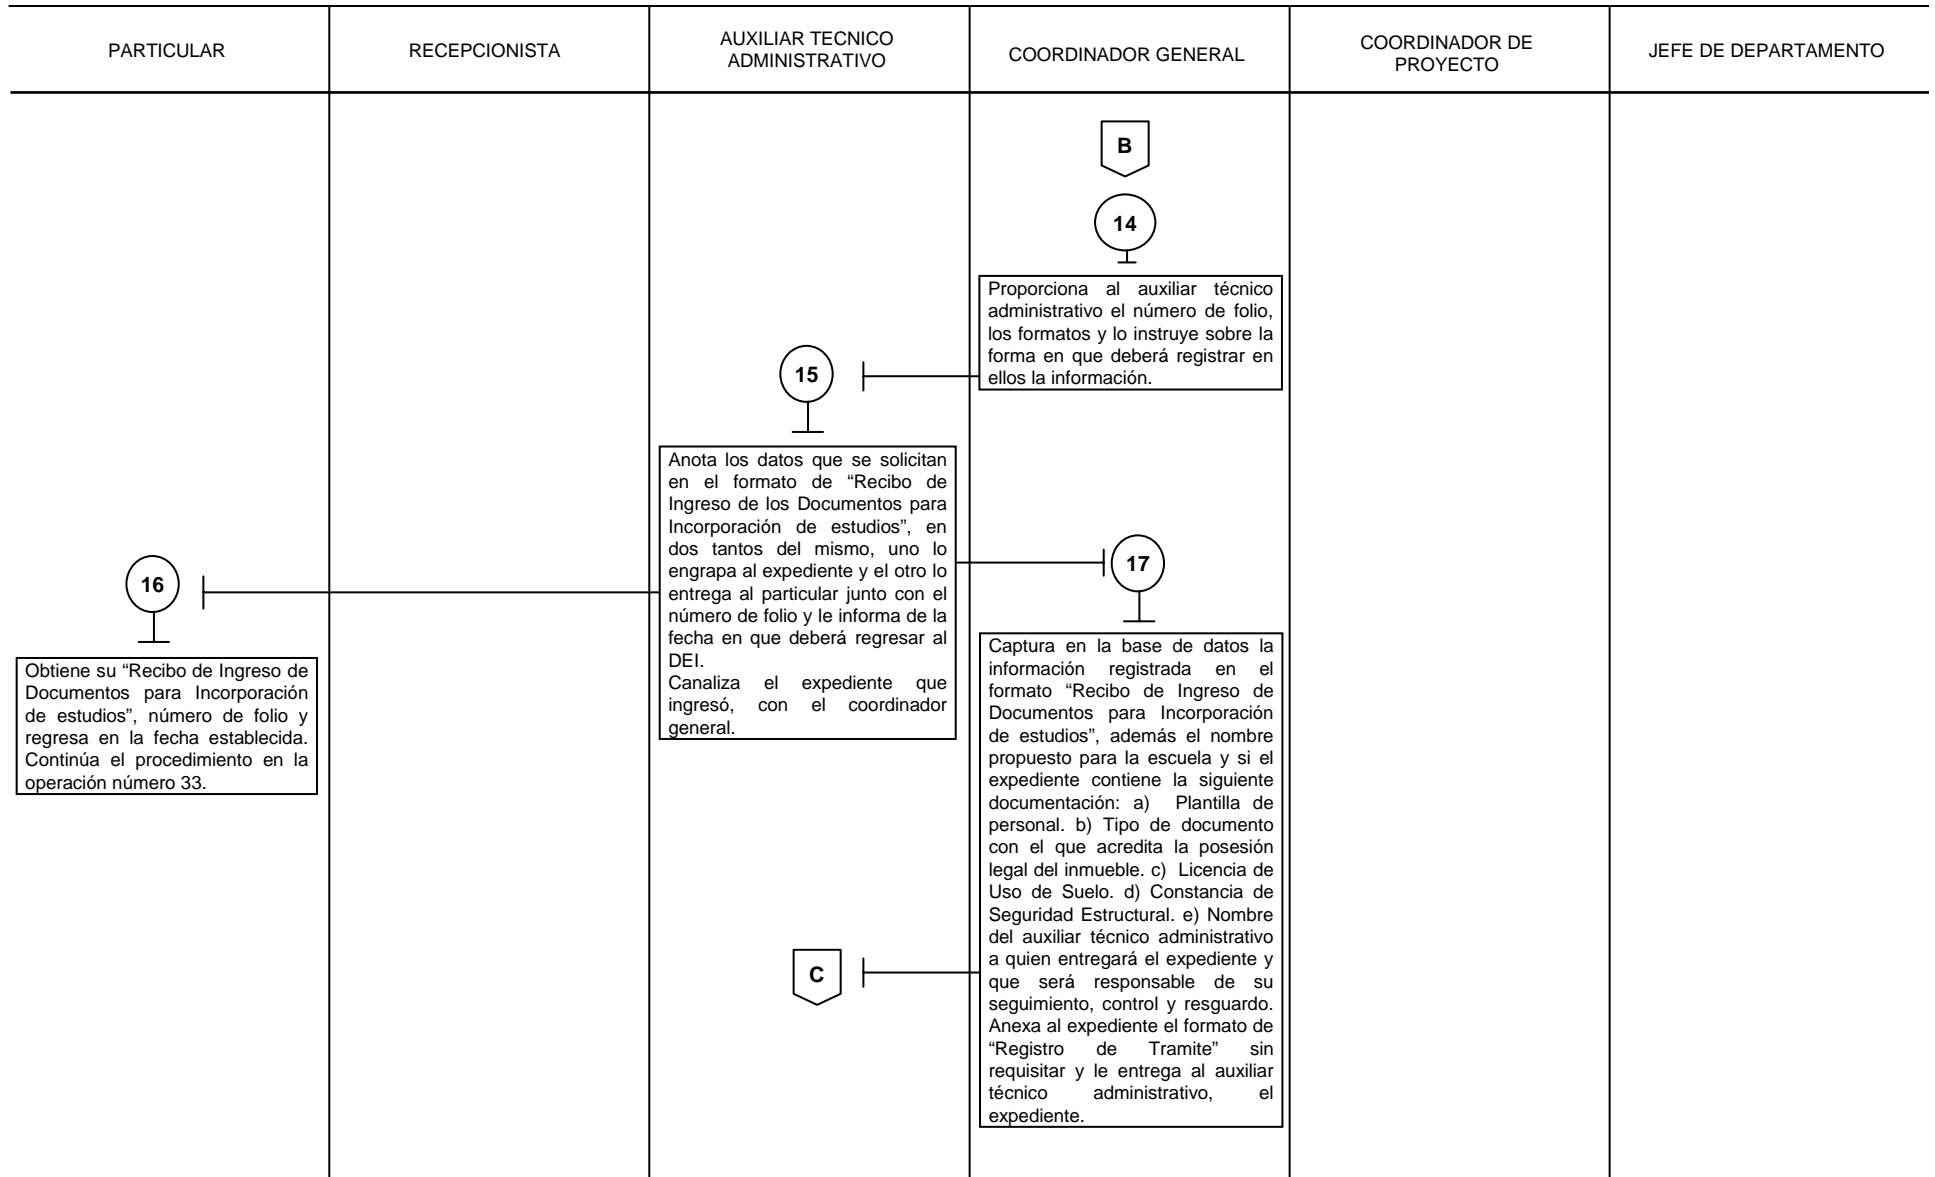 PARTICULAR
RECEPCIONISTA
AUXILIAR TECNICO
ADMINISTRATIVO
COORDINADOR GENERAL
COORDINADOR DE
PROYECTO
JEFE DE DEPARTAMENTO
B
14
Proporciona al auxiliar técnico
administrativo el número de folio,
los formatos y lo instruye sobre la
forma en que deberá registrar en
ellos la información.
15
Anota los datos que se solicitan
en el formato de “Recibo de
Ingreso de los Documentos para
Incorporación de estudios”, en
dos tantos del mismo, uno lo
engrapa al expediente y el otro lo
entrega al particular junto con el
número de folio y le informa de la
fecha en que deberá regresar al
DEI.
Canaliza el expediente que
ingresó, con el coordinador
general.
16
Obtiene su “Recibo de Ingreso de
Documentos para Incorporación
de estudios”, número de folio y
regresa en la fecha establecida.
Continúa el procedimiento en la
operación número 33.
17
Captura en la base de datos la
información registrada en el
formato “Recibo de Ingreso de
Documentos para Incorporación
de estudios”, además el nombre
propuesto para la escuela y si el
expediente contiene la siguiente
documentación: a) Plantilla de
personal. b) Tipo de documento
con el que acredita la posesión
legal del inmueble. c) Licencia de
Uso de Suelo. d) Constancia de
Seguridad Estructural. e) Nombre
del auxiliar técnico administrativo
a quien entregará el expediente y
que será responsable de su
seguimiento, control y resguardo.
Anexa al expediente el formato de
“Registro de Tramite” sin
requisitar y le entrega al auxiliar
técnico administrativo, el
expediente.
C